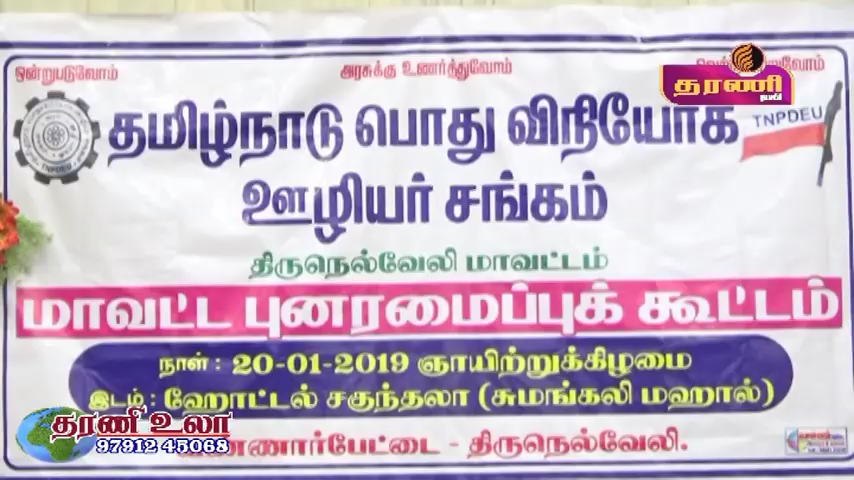 ஒன்றுபடுவோம் அரசுக்கு உணர்த்துவோம்
தரணி
தமிழ்நாடு பொது விநியோக
TNPDEU
TNPDEU
ஊழியர் சங்கம்
திருநெல்வேலி மாவட்டம்
மாவட்ட புனரமைப்புக் கூட்டம்
நாள் : 20-01-2019 ஞாயிற்றுக்கிழமை
இடம் : ஹோட்டல் சகுந்தலா (சுமங்கலி மஹால்)
தரணி உலா
97912 45068
- திருநெல்வேலி.